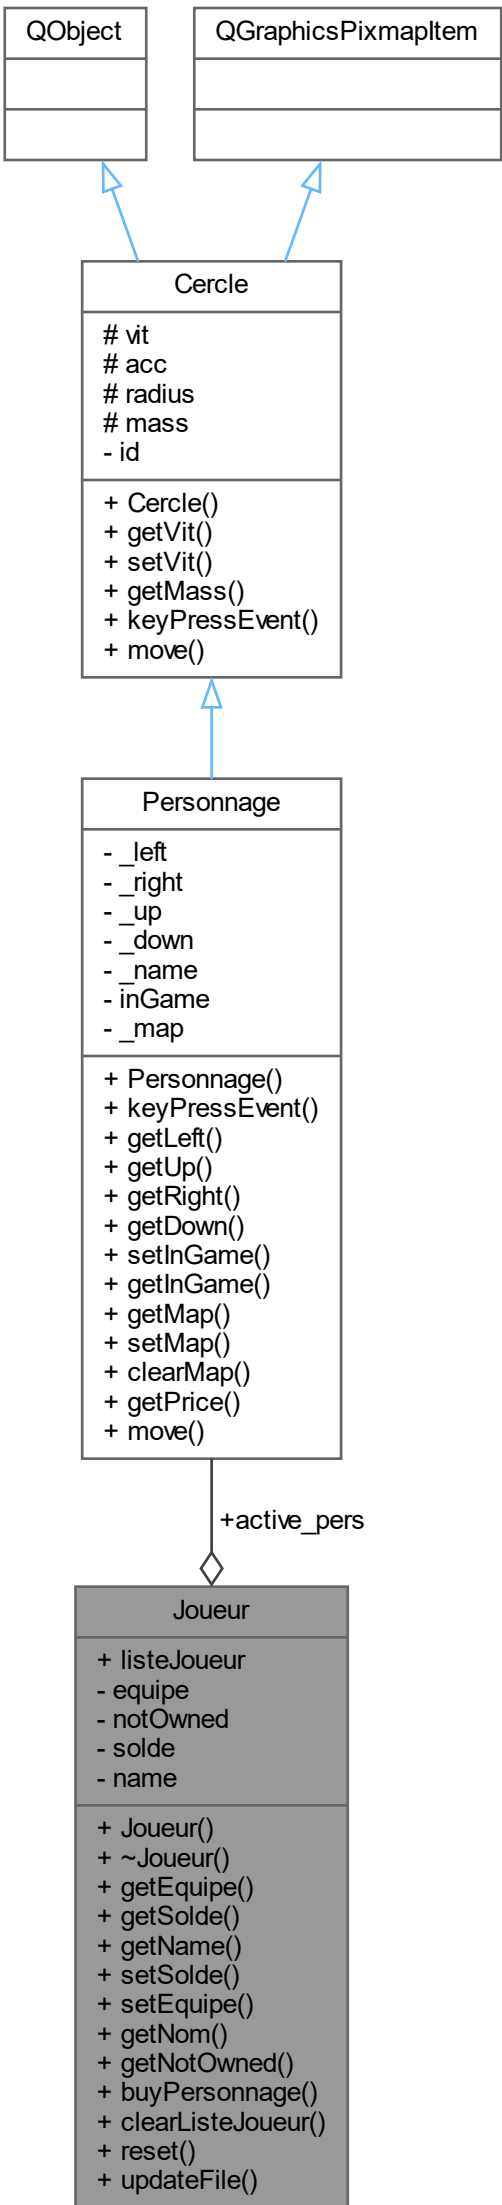 QObject
QGraphicsPixmapItem
Cercle
# vit
# acc
# radius
# mass
- id
+ Cercle()
+ getVit()
+ setVit()
+ getMass()
+ keyPressEvent()
+ move()
Personnage
- _left
- _right
- _up
- _down
- _name
- inGame
- _map
+ Personnage()
+ keyPressEvent()
+ getLeft()
+ getUp()
+ getRight()
+ getDown()
+ setInGame()
+ getInGame()
+ getMap()
+ setMap()
+ clearMap()
+ getPrice()
+ move()
+active_pers
Joueur
+ listeJoueur
- equipe
- notOwned
- solde
- name
+ Joueur()
+ ~Joueur()
+ getEquipe()
+ getSolde()
+ getName()
+ setSolde()
+ setEquipe()
+ getNom()
+ getNotOwned()
+ buyPersonnage()
+ clearListeJoueur()
+ reset()
+ updateFile()